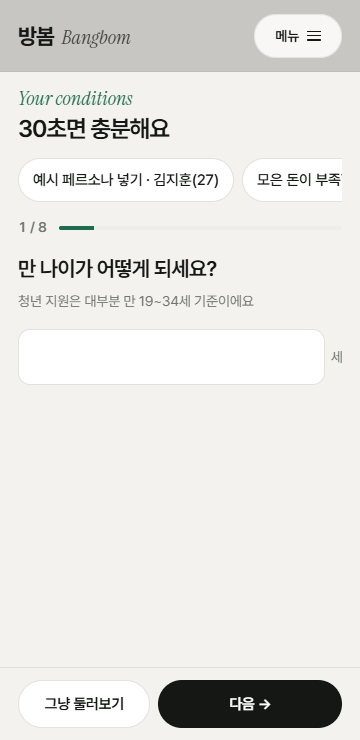 방봄 Bangbom
메뉴
Your conditions
30초면 충분해요
예시 페르소나 넣기 · 김지훈(27)
모은 돈이 부족
1 / 8
만 나이가 어떻게 되세요?
청년 지원은 대부분 만 19~34세 기준이에요
세
그냥 둘러보기
다음 →